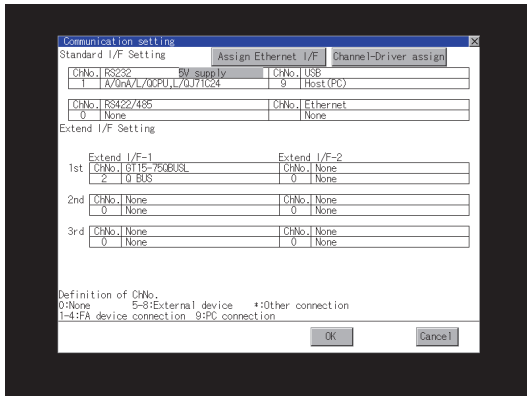 Communication setting X
Standard I/F Setting Assign Ethernet I/F Channel-Driver assign
ChNo. RS232 5V supply ChNo. USB
1 A/QnA/L/QCPU,L/QJ71C24 9 Host(PC)
ChNo. RS422/485 ChNo. Ethernet
0 None None
Extend I/F Setting
Extend I/F-1 Extend I/F-2
1st ChNo. GT15-75QBUSL ChNo. None
2 Q BUS 0 None
2nd ChNo. None ChNo. None
0 None 0 None
3rd ChNo. None ChNo. None
0 None 0 None
Definition of ChNo.
0:None 5-8:External device *:Other connection
1-4:FA device connection 9:PC connection
OK Cancel